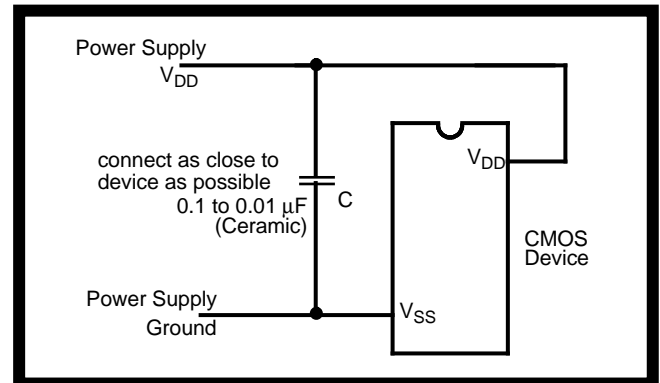 Power Supply
VDD
VDD
connect as close to
device as possible
0.1 to 0.01 μF
(Ceramic)
C
CMOS
Device
Power Supply
Ground
VSS